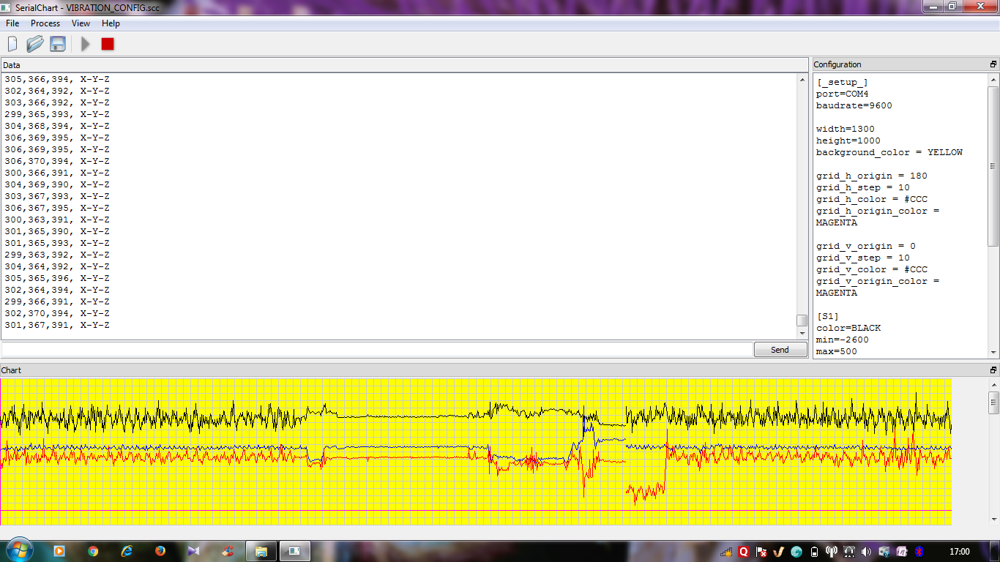 SerialChart - VIBRATION_CONFIG.scc
File Process View Help
Data
305,366,394, X-Y-Z
302,364,392, X-Y-Z
303,366,392, X-Y-Z
299,365,393, X-Y-Z
304,368,394, X-Y-Z
306,369,395, X-Y-Z
306,369,395, X-Y-Z
306,370,394, X-Y-Z
300,366,391, X-Y-Z
304,369,390, X-Y-Z
303,367,393, X-Y-Z
306,367,395, X-Y-Z
300,363,391, X-Y-Z
301,365,390, X-Y-Z
301,365,393, X-Y-Z
299,363,392, X-Y-Z
304,364,392, X-Y-Z
305,365,396, X-Y-Z
302,364,394, X-Y-Z
299,366,391, X-Y-Z
302,370,394, X-Y-Z
301,367,391, X-Y-Z
Send
Configuration
[_setup_]
port=COM4
baudrate=9600
width=1300
height=1000
background_color = YELLOW
grid_h_origin = 180
grid_h_step = 10
grid_h_color = #CCC
grid_h_origin_color =
MAGENTA
grid_v_origin = 0
grid_v_step = 10
grid_v_color = #CCC
grid_v_origin_color =
MAGENTA
[S1]
color=BLACK
min=-2600
max=500
Chart
17:00